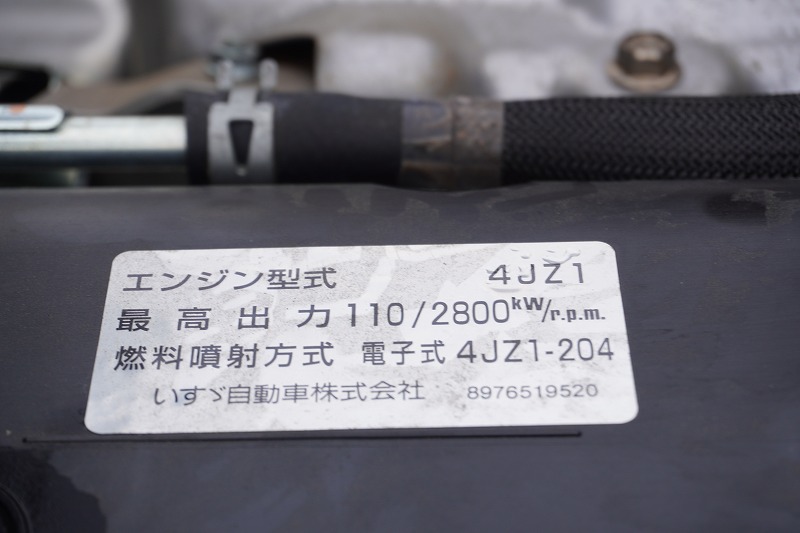 エンジン型式 4JZ1
最高出力 110/2800kW/r.p.m.
燃料噴射方式 電子式 4JZ1-204
いすゞ自動車株式会社 8976519520